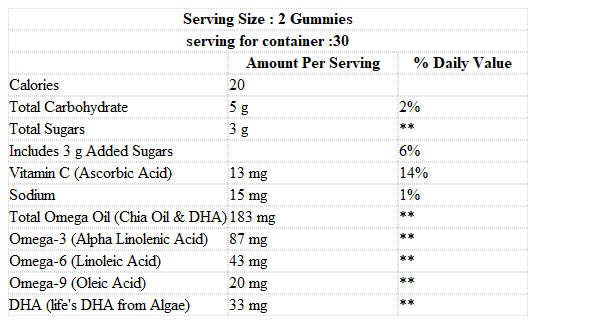 Serving Size : 2 Gummies
serving for container :30
Amount Per Serving % Daily Value
Calories 20
Total Carbohydrate 5 g 2%
Total Sugars 3 g **
Includes 3 g Added Sugars 6%
Vitamin C (Ascorbic Acid) 13 mg 14%
Sodium 15 mg 1%
Total Omega Oil (Chia Oil & DHA) 183 mg **
Omega-3 (Alpha Linolenic Acid) 87 mg **
Omega-6 (Linoleic Acid) 43 mg **
Omega-9 (Oleic Acid) 20 mg **
DHA (life's DHA from Algae) 33 mg **